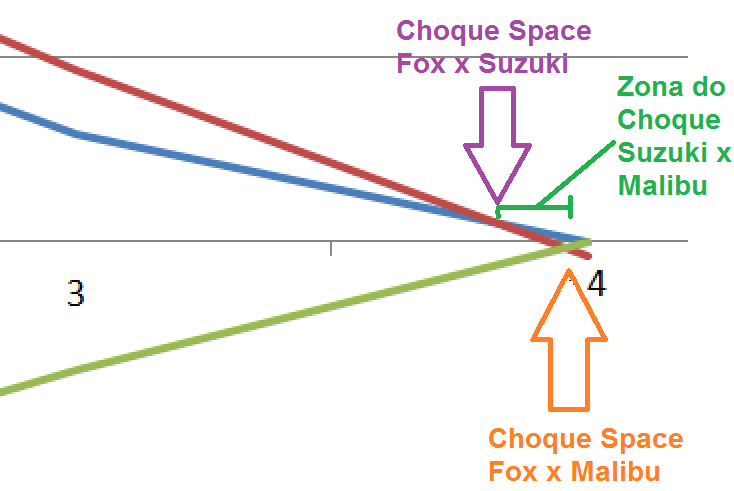 Choque Space
Fox x Suzuki
Zona do
Choque
Suzuki x
Malibu
3
4
Choque Space
Fox x Malibu